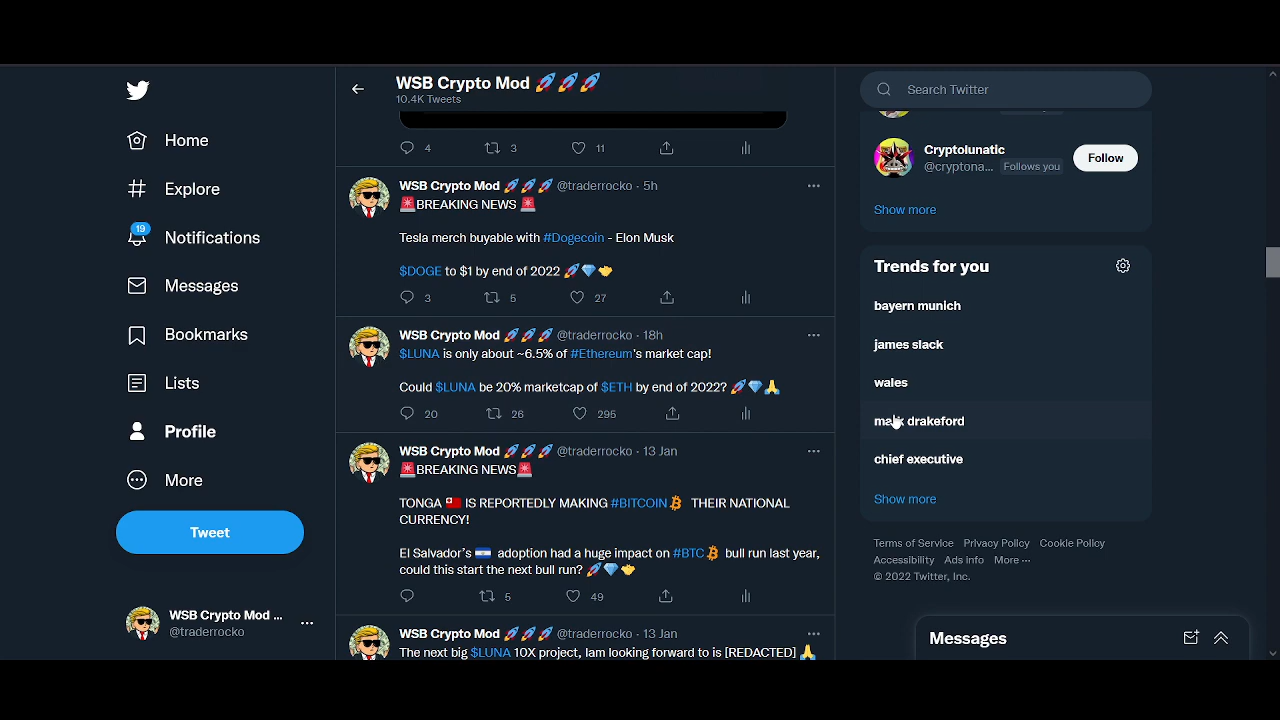 Home
Explore
19
Notifications
Messages
Bookmarks
Lists
Profile
More
Tweet
WSB Crypto Mod ...
@traderrocko
WSB Crypto Mod 🚀🚀🚀
10.4K Tweets
4 3 11
WSB Crypto Mod 🚀🚀🚀 @traderrocko · 5h
🚨BREAKING NEWS 🚨
Tesla merch buyable with #Dogecoin - Elon Musk
$DOGE to $1 by end of 2022 🚀💎🤝
3 5 27
WSB Crypto Mod 🚀🚀🚀 @traderrocko · 18h
$LUNA is only about ~6.5% of #Ethereum's market cap!
Could $LUNA be 20% marketcap of $ETH by end of 2022? 🚀💎🙏
20 26 295
WSB Crypto Mod 🚀🚀🚀 @traderrocko · 13 Jan
🚨BREAKING NEWS🚨
TONGA 🇹🇴 IS REPORTEDLY MAKING #BITCOIN THEIR NATIONAL
CURRENCY!
El Salvador's 🇸🇻 adoption had a huge impact on #BTC bull run last year,
could this start the next bull run? 🚀💎🤝
5 49
WSB Crypto Mod 🚀🚀🚀 @traderrocko · 13 Jan
The next big $LUNA 10X project, Iam looking forward to is [REDACTED] 🙏
Search Twitter
Cryptolunatic
@cryptona... Follows you
Follow
Show more
Trends for you
bayern munich
james slack
wales
mark drakeford
chief executive
Show more
Terms of Service Privacy Policy Cookie Policy
Accessibility Ads info More ···
© 2022 Twitter, Inc.
Messages